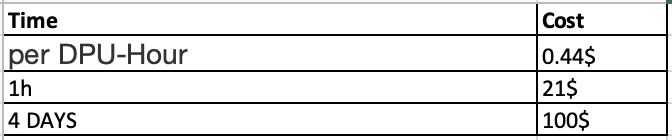 Time Cost
per DPU-Hour 0.44$
1h 21$
4 DAYS 100$